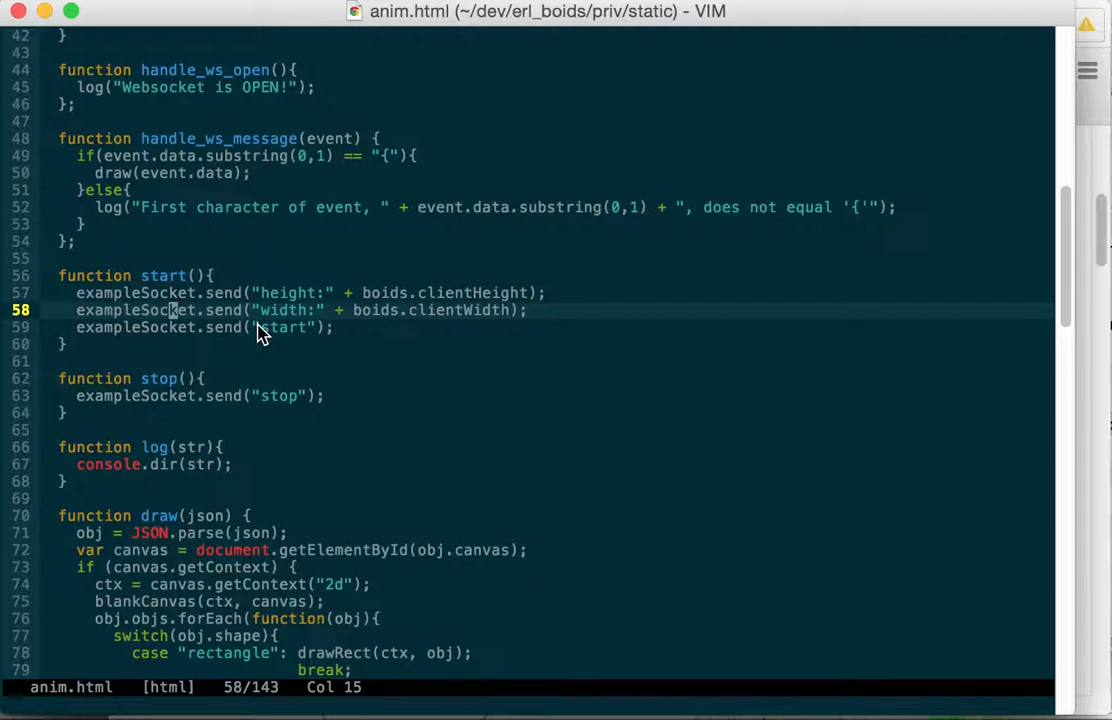 anim.html (~/dev/erl_boids/priv/static) - VIM
42 }
43
44 function handle_ws_open(){
45 log("Websocket is OPEN!");
46 };
47
48 function handle_ws_message(event) {
49 if(event.data.substring(0,1) == "{"){
50 draw(event.data);
51 }else{
52 log("First character of event, " + event.data.substring(0,1) + ", does not equal '{'");
53 }
54 };
55
56 function start(){
57 exampleSocket.send("height:" + boids.clientHeight);
58 exampleSocket.send("width:" + boids.clientWidth);
59 exampleSocket.send("start");
60 }
61
62 function stop(){
63 exampleSocket.send("stop");
64 }
65
66 function log(str){
67 console.dir(str);
68 }
69
70 function draw(json) {
71 obj = JSON.parse(json);
72 var canvas = document.getElementById(obj.canvas);
73 if (canvas.getContext) {
74 ctx = canvas.getContext("2d");
75 blankCanvas(ctx, canvas);
76 obj.objs.forEach(function(obj){
77 switch(obj.shape){
78 case "rectangle": drawRect(ctx, obj);
79 break;
anim.html [html] 58/143 Col 15